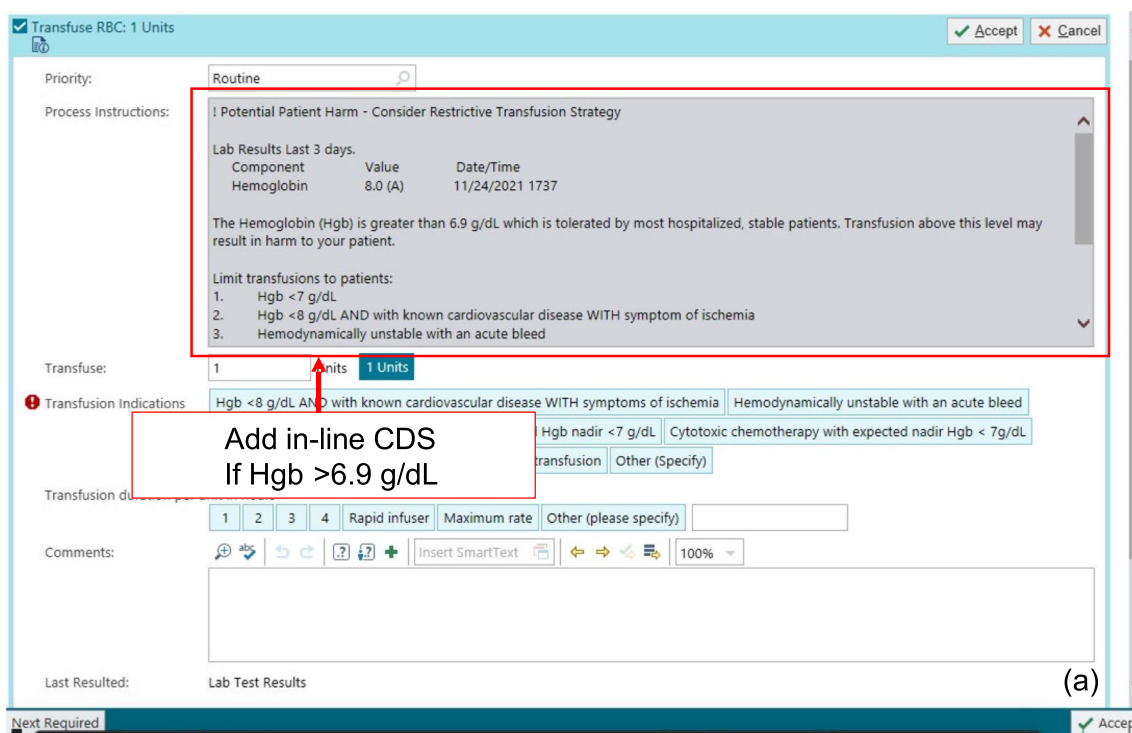 Transfuse RBC: 1 Units
Accept Cancel
Priority: Routine
Process Instructions: ! Potential Patient Harm - Consider Restrictive Transfusion Strategy
Lab Results Last 3 days.
Component Value Date/Time
Hemoglobin 8.0 (A) 11/24/2021 1737
The Hemoglobin (Hgb) is greater than 6.9 g/dL which is tolerated by most hospitalized, stable patients. Transfusion above this level may
result in harm to your patient.
Limit transfusions to patients:
1. Hgb <7 g/dL
2. Hgb <8 g/dL AND with known cardiovascular disease WITH symptom of ischemia
3. Hemodynamically unstable with an acute bleed
Transfuse: 1 Units 1 Units
Transfusion Indications Hgb <8 g/dL AND with known cardiovascular disease WITH symptoms of ischemia Hemodynamically unstable with an acute bleed
Hgb nadir <7 g/dL Cytotoxic chemotherapy with expected nadir Hgb < 7g/dL
transfusion Other (Specify)
Add in-line CDS
If Hgb >6.9 g/dL
Transfusion duration per
1 2 3 4 Rapid infuser Maximum rate Other (please specify)
Comments: abc Insert SmartText 100%
Last Resulted: Lab Test Results
(a)
Next Required Accep